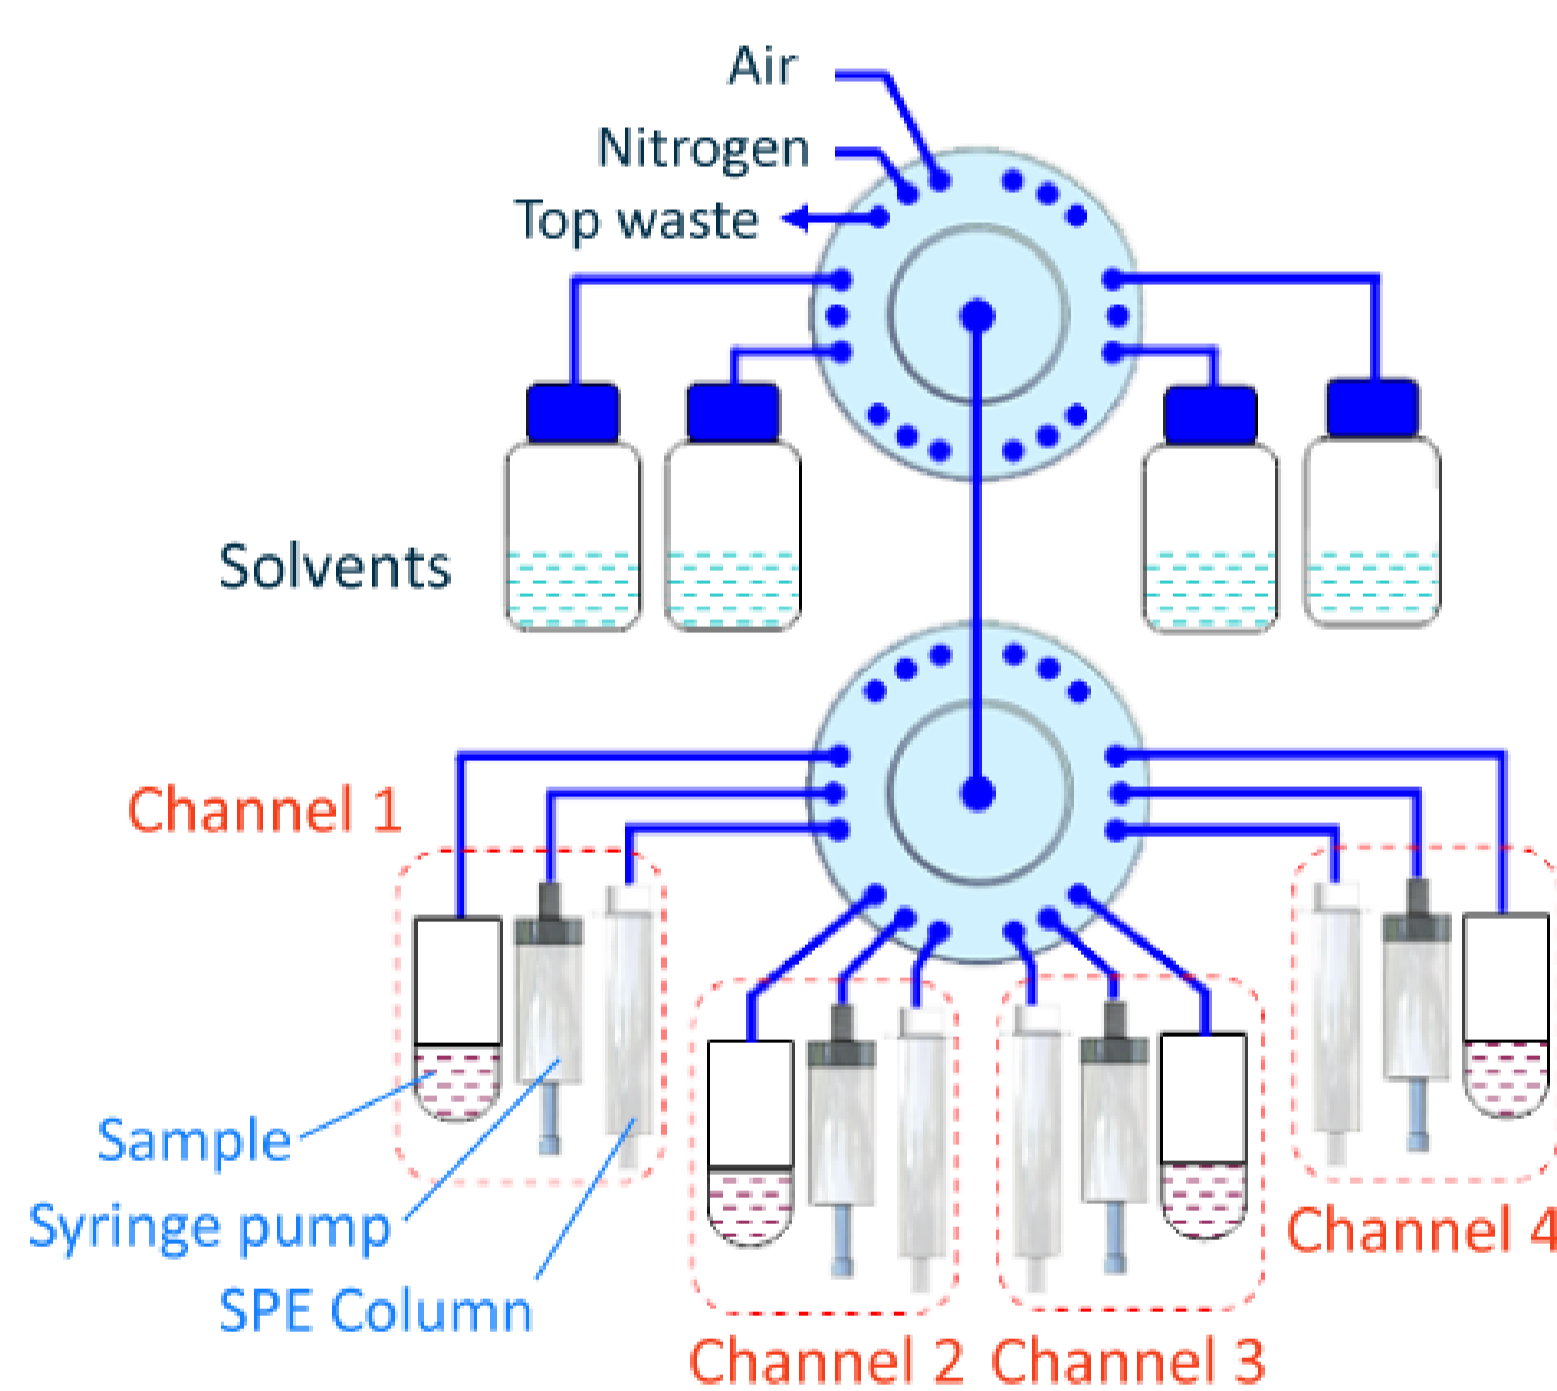 Air
Nitrogen
Top waste
Solvents
Channel 1
Sample
Syringe pump
SPE Column
Channel 2
Channel 3
Channel 4